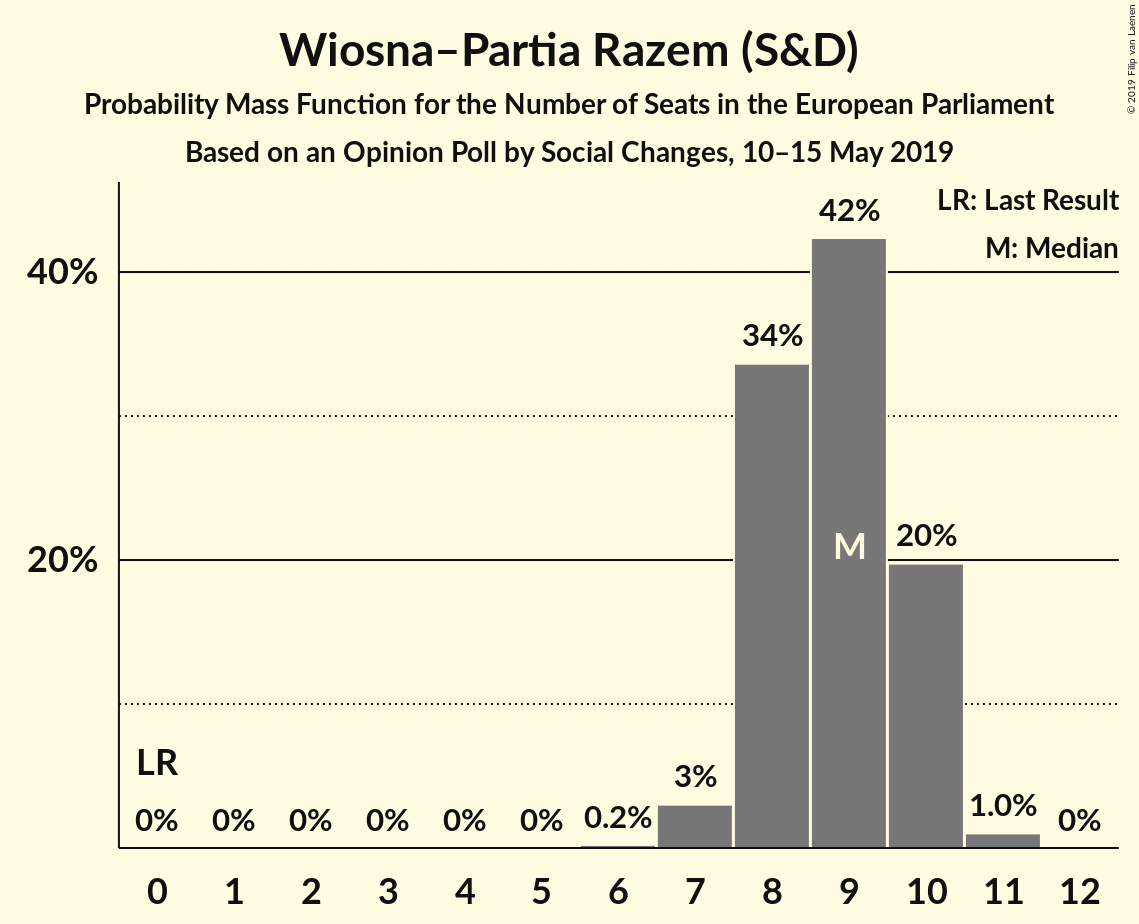 Wiosna–Partia Razem (S&D)
Probability Mass Function for the Number of Seats in the European Parliament
Based on an Opinion Poll by Social Changes, 10–15 May 2019
© 2019 Filip van Laenen
LR: Last Result
M: Median
42%
40%
34%
M
20%
20%
LR
3%
0% 0% 0% 0% 0% 0% 0.2% 1.0% 0%
0 1 2 3 4 5 6 7 8 9 10 11 12